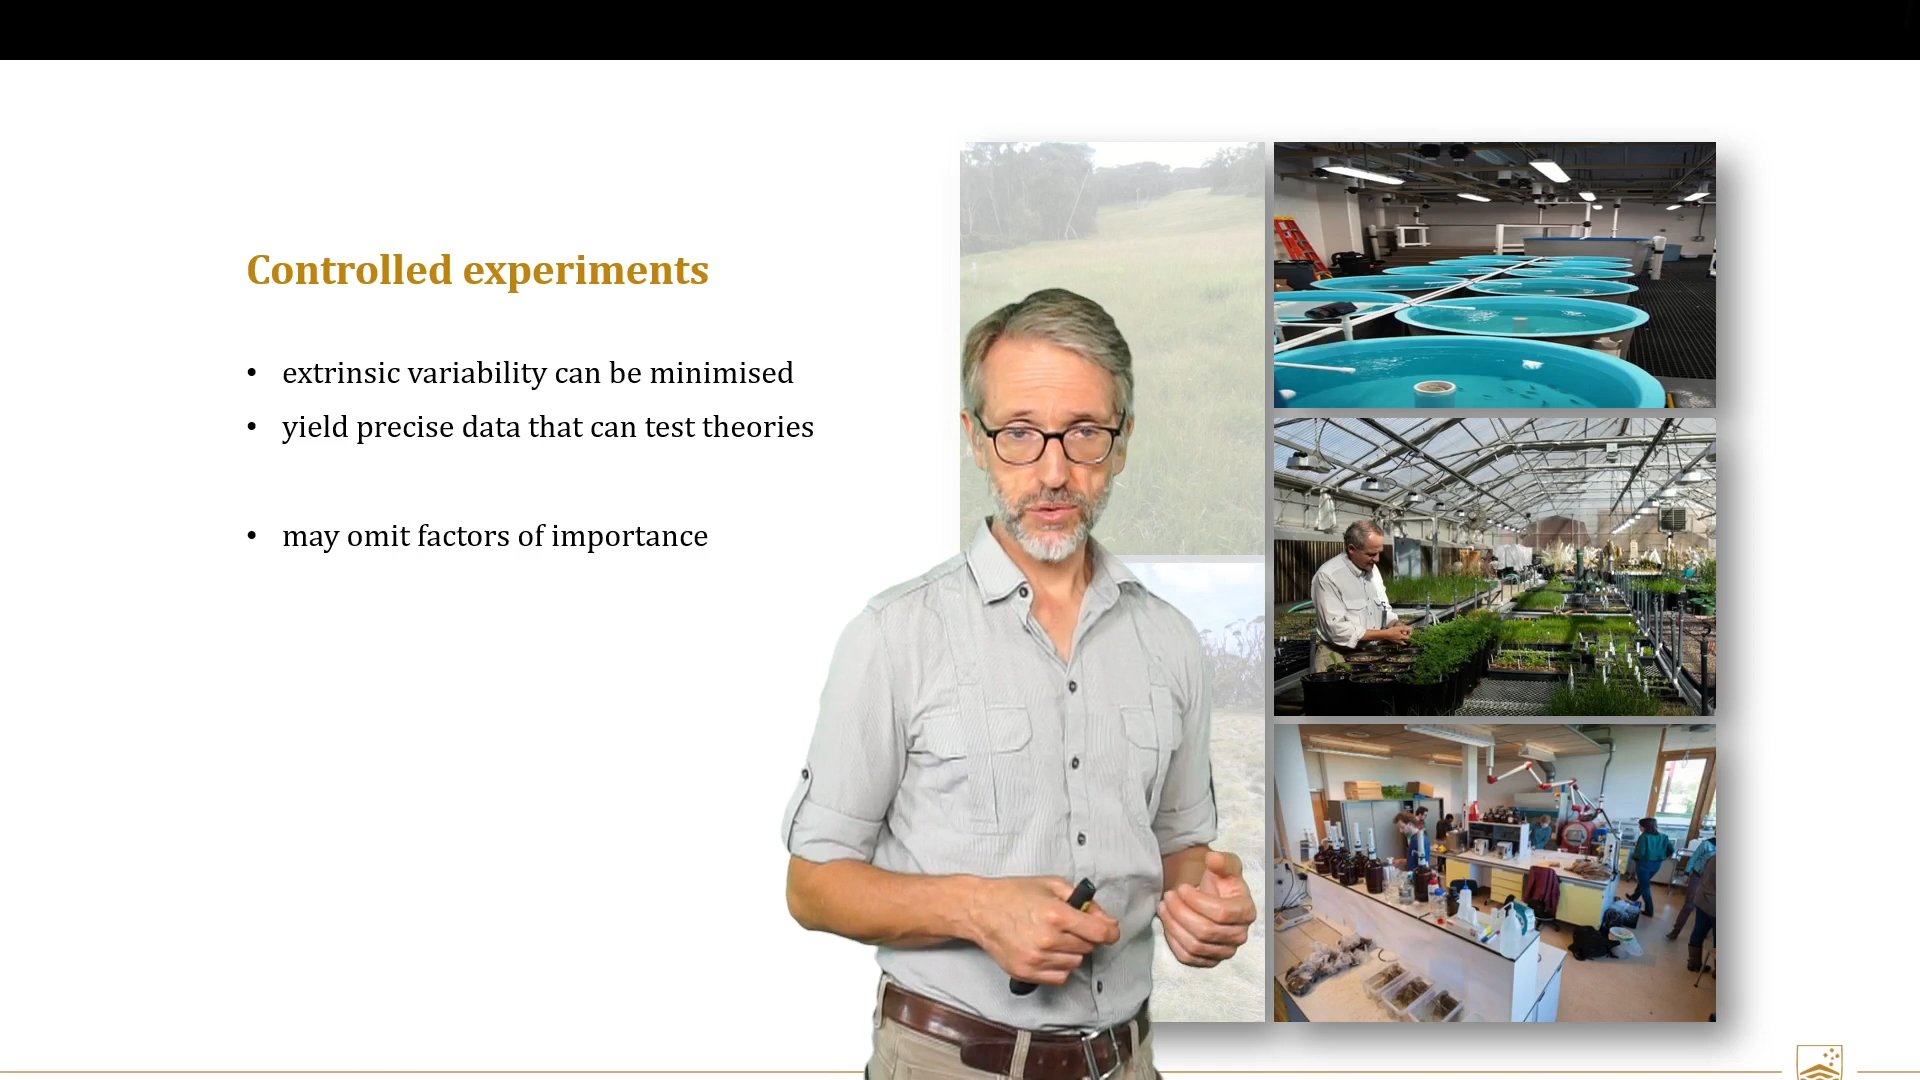 Controlled experiments
• extrinsic variability can be minimised
• yield precise data that can test theories
• may omit factors of importance